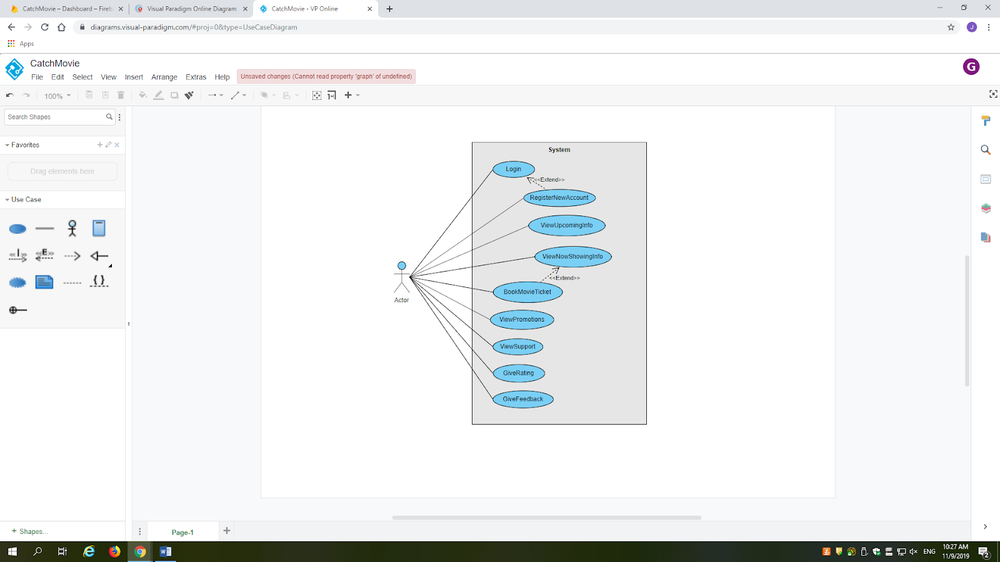 CatchMovie – Dashboard – Fireb
Visual Paradigm Online Diagram
CatchMovie - VP Online
diagrams.visual-paradigm.com/#proj=0&type=UseCaseDiagram
J
Apps
CatchMovie
G
File Edit Select View Insert Arrange Extras Help
Unsaved changes (Cannot read property 'graph' of undefined)
100%
Search Shapes
Favorites
Drag elements here
Use Case
<<I>>
<<E>>
{ }
System
Login
<<Extend>>
RegisterNewAccount
ViewUpcomingInfo
ViewNowShowingInfo
<<Extend>>
BookMovieTicket
Actor
ViewPromotions
ViewSupport
GiveRating
GiveFeedback
+ Shapes...
Page-1
ENG
10:27 AM
11/9/2019
2